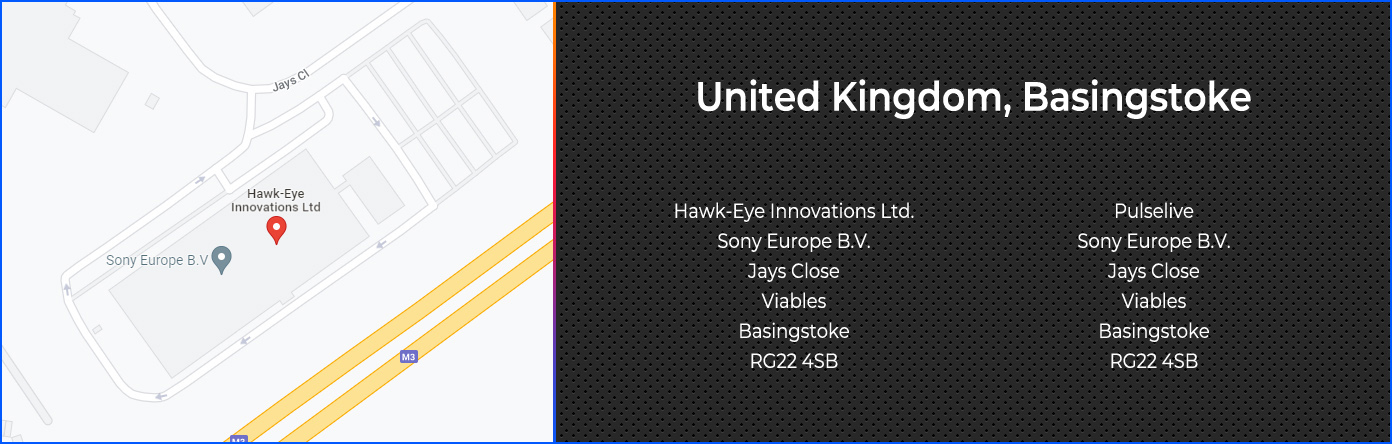 Jays Cl
Hawk-Eye
Innovations Ltd
Sony Europe B.V
M3
M3
United Kingdom, Basingstoke
Hawk-Eye Innovations Ltd.
Sony Europe B.V.
Jays Close
Viables
Basingstoke
RG22 4SB
Pulselive
Sony Europe B.V.
Jays Close
Viables
Basingstoke
RG22 4SB